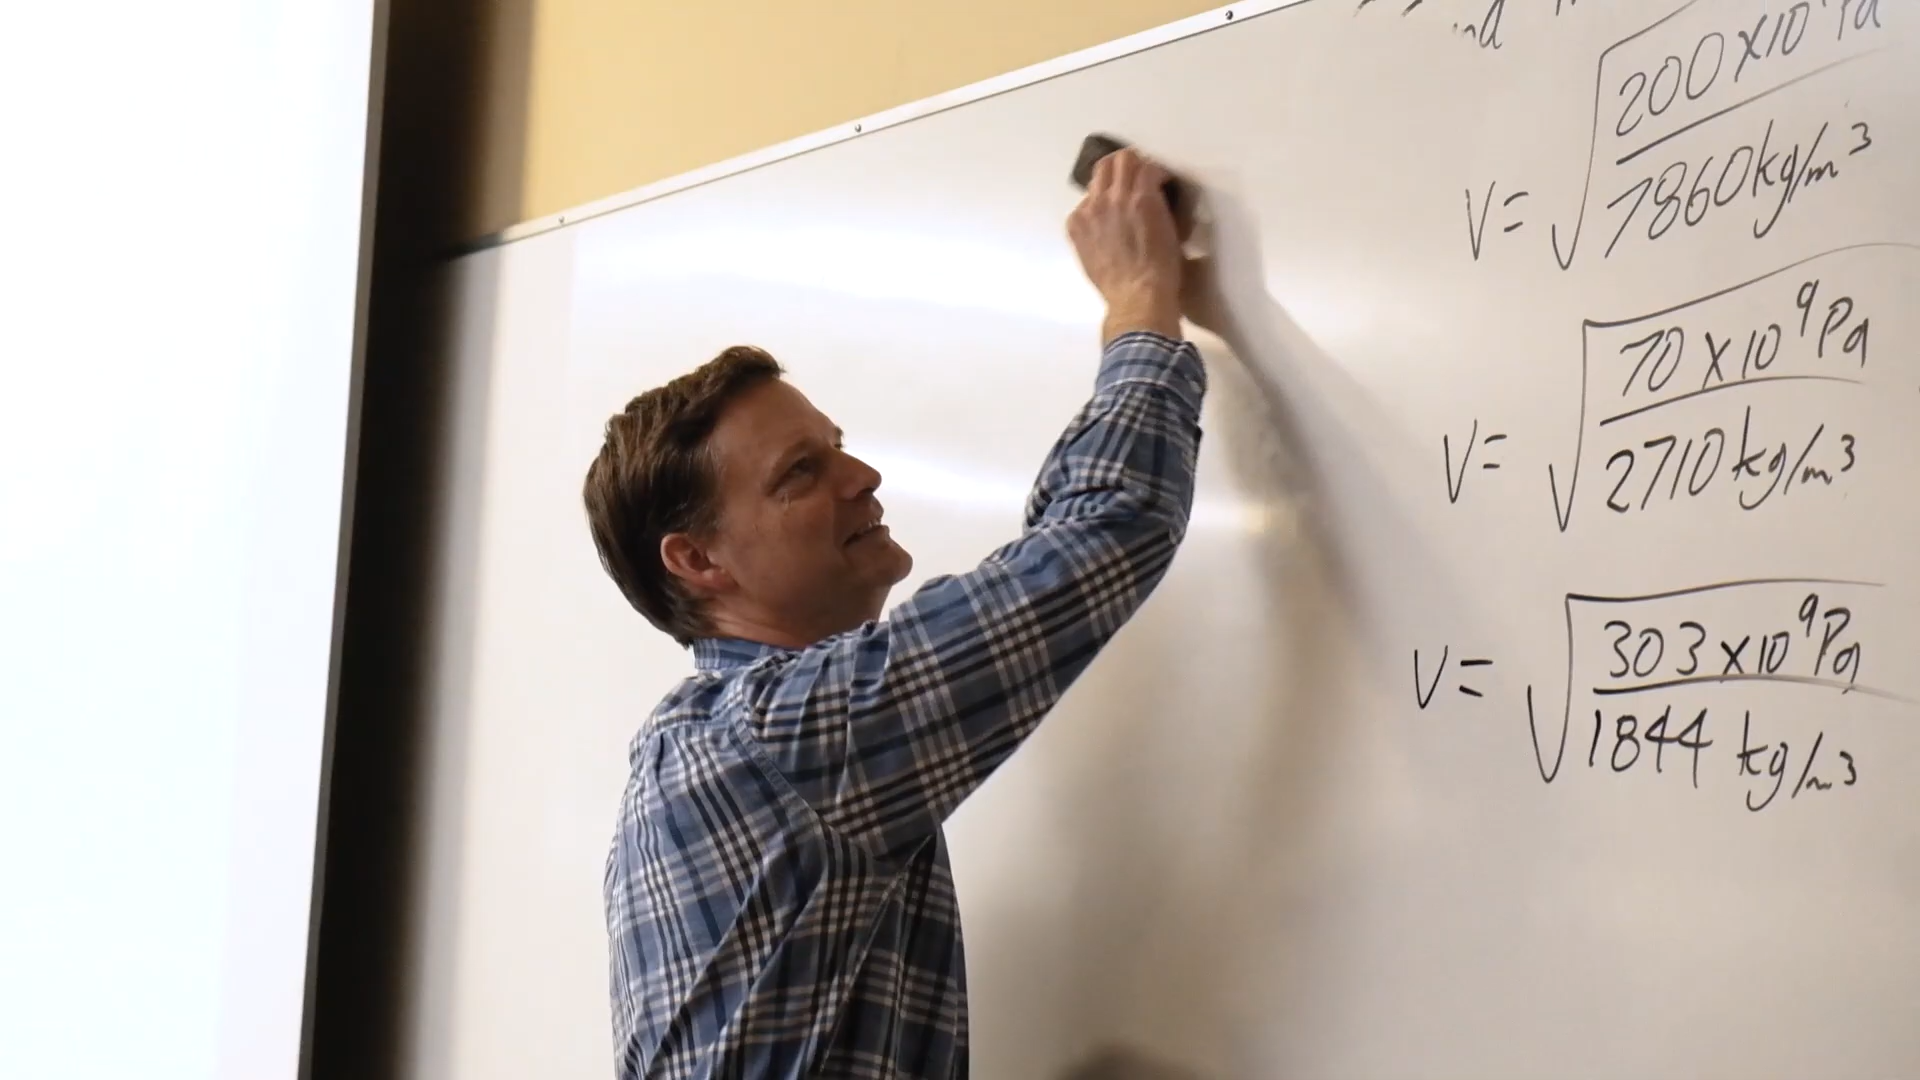 200 x 10⁹ Pa
V = √ 7860 kg/m³
70 x 10⁹ Pa
V = √ 2710 kg/m³
303 x 10⁹ Pa
V = √ 1844 kg/m³